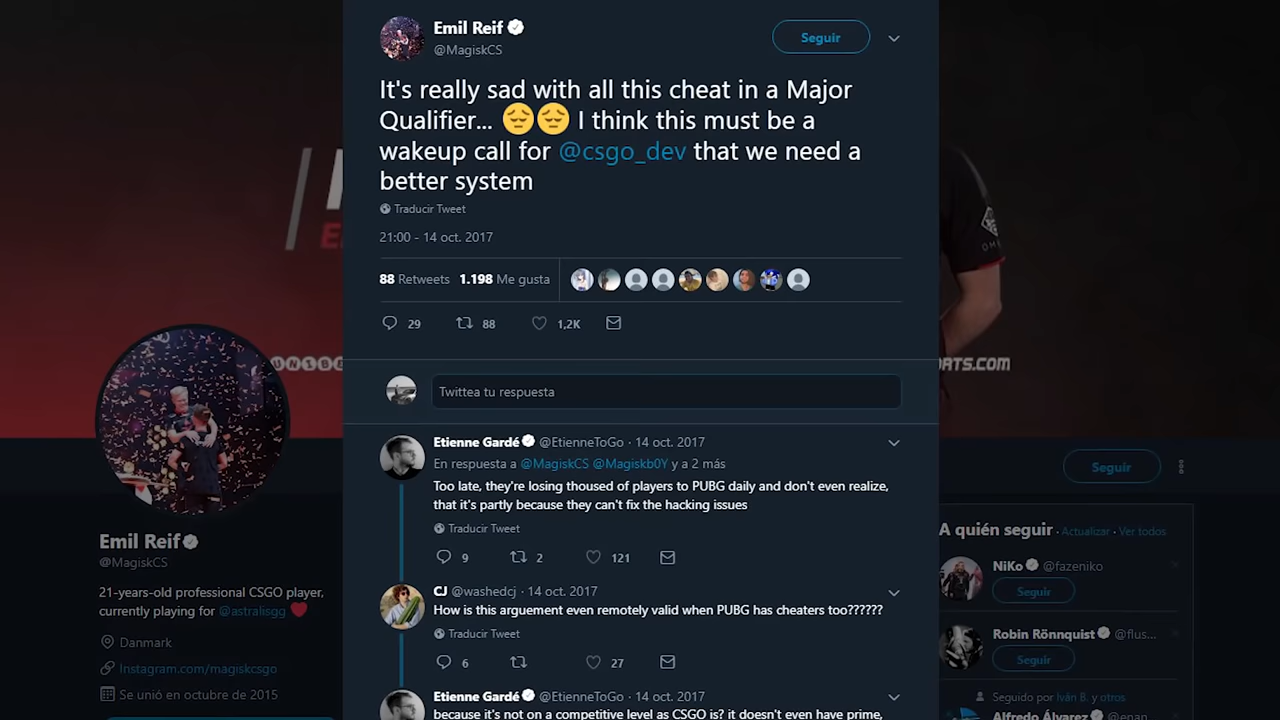 Emil Reif
@MagiskCS
Seguir
It's really sad with all this cheat in a Major
Qualifier... 😔😔 I think this must be a
wakeup call for @csgo_dev that we need a
better system
Traducir Tweet
21:00 - 14 oct. 2017
88 Retweets 1.198 Me gusta
29 88 1,2K
Twittea tu respuesta
Etienne Gardé @EtienneToGo · 14 oct. 2017
En respuesta a @MagiskCS @Magiskb0Y y a 2 más
Too late, they're losing thoused of players to PUBG daily and don't even realize,
that it's partly because they can't fix the hacking issues
Traducir Tweet
9 2 121
CJ @washedcj · 14 oct. 2017
How is this arguement even remotely valid when PUBG has cheaters too??????
Traducir Tweet
6 27
Etienne Gardé @EtienneToGo · 14 oct. 2017
because it's not on a competitive level as CSGO is? it doesn't even have prime,
Emil Reif
@MagiskCS
21-years-old professional CSGO player,
currently playing for @astralisgg ❤️
Danmark
Instagram.com/magiskcsgo
Se unió en octubre de 2015
UNIBE
RTS.COM
Seguir
A quién seguir · Actualizar · Ver todos
NiKo @fazeniko
Seguir
Robin Rönnquist @flus...
Seguir
Seguido por Iván B. y otros
Alfredo Álvarez